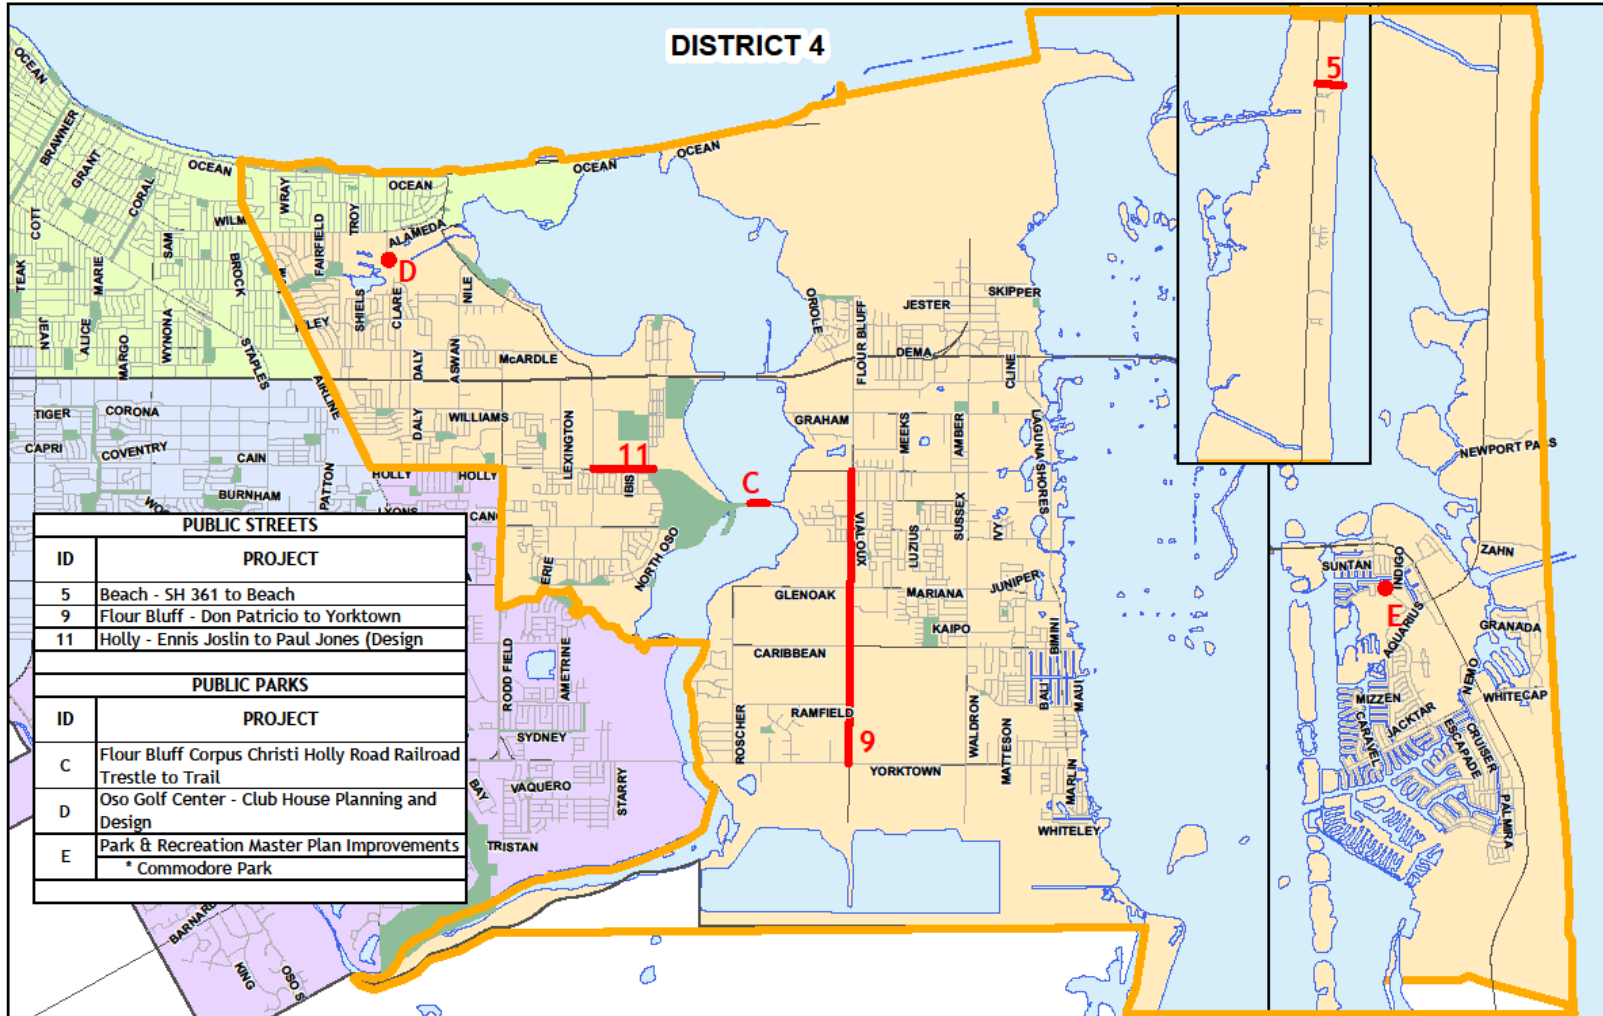 DISTRICT 4
5
OCEAN
BRAWNER
GRANT
CORAL
OCEAN
OCEAN
OCEAN
OCEAN
WRAY
COTT
WILM
SAM
FAIRFIELD
TROY
ALAMEDA
D
TEAK
MARIE
BROCK
SHIELS
CLARE
NILE
ORIOLE
JESTER
SKIPPER
FLOUR BLUFF
JEAN
ALICE
MARGO
WYNONA
STAPLES
AIRLINE
DALY
ASWAN
McARDLE
DEMA
CLINE
TIGER
CORONA
DALY
WILLIAMS
LEXINGTON
GRAHAM
MEEKS
AMBER
LAGUNA SHORES
CAPRI
COVENTRY
CAIN
PATTON
HOLLY
HOLLY
11
IBIS
C
NEWPORT PASS
BURNHAM
LYONS
VIALOUX
LUZIUS
SUSSEX
IVY
ERIE
NORTH OSO
GLENOAK
MARIANA
JUNIPER
KAIPO
BIMINI
ZAHN
SUNTAN
INDIGO
E
AQUARIUS
GRANADA
NEMO
RODD FIELD
AMETRINE
CARIBBEAN
BALI
MAUI
MIZZEN
JACKTAR
WHITECAP
CARAVEL
ESCAPADE
CRUISER
SYDNEY
ROSCHER
RAMFIELD
9
WALDRON
MATTESON
BAY
VAQUERO
STARRY
YORKTOWN
MARLIN
PALMIRA
TRISTAN
WHITELEY
KING
PUBLIC STREETS
ID PROJECT
5 Beach - SH 361 to Beach
9 Flour Bluff - Don Patricio to Yorktown
11 Holly - Ennis Joslin to Paul Jones (Design
PUBLIC PARKS
ID PROJECT
C Flour Bluff Corpus Christi Holly Road Railroad
Trestle to Trail
D Oso Golf Center - Club House Planning and
Design
E Park & Recreation Master Plan Improvements
* Commodore Park